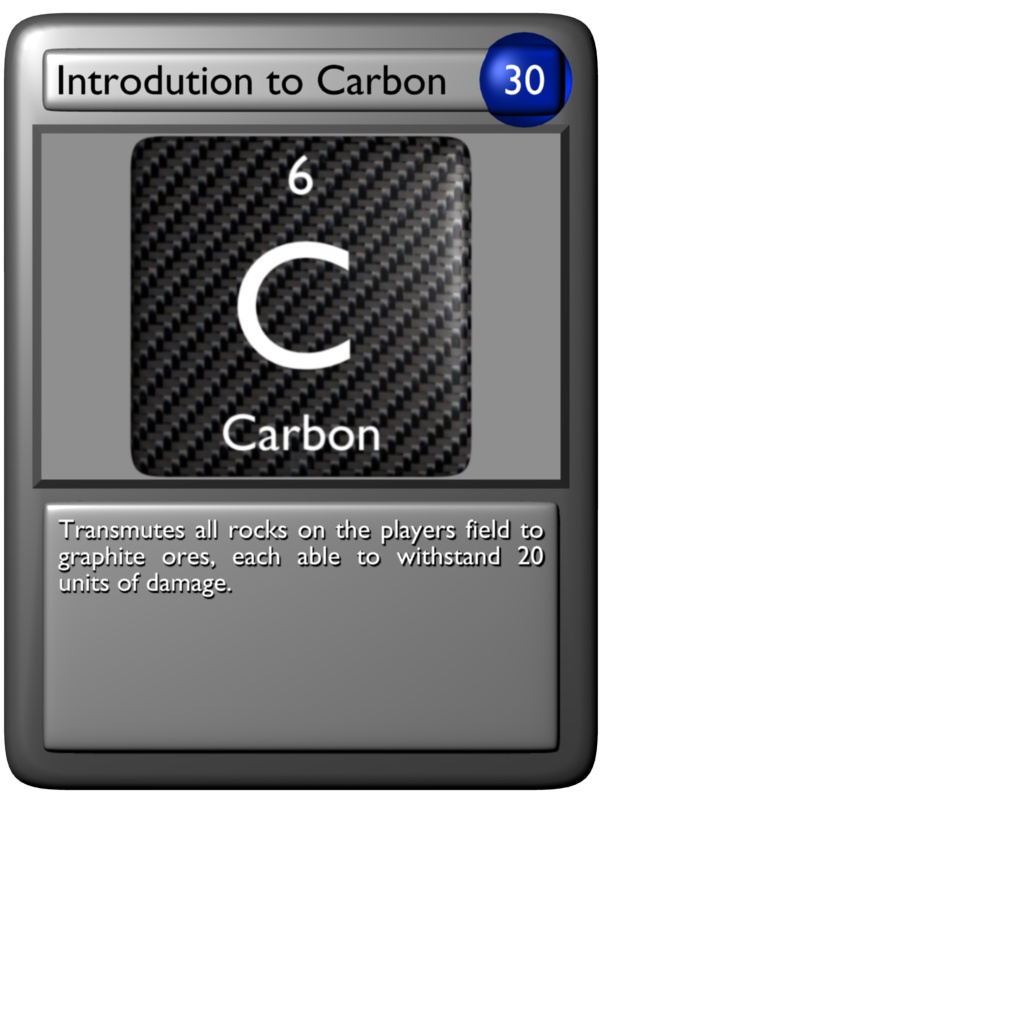 Introdution to Carbon
30
6
C
Carbon
Transmutes all rocks on the players field to
graphite ores, each able to withstand 20
units of damage.